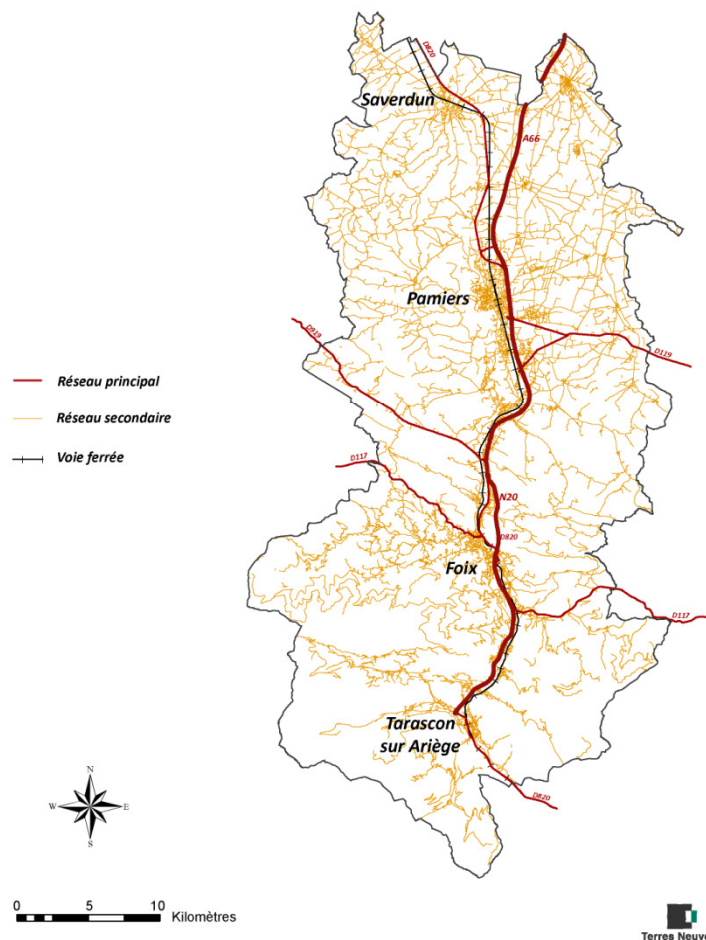 D820
Saverdun
A66
Pamiers
D919
D119
Réseau principal
Réseau secondaire
Voie ferrée
D117
N20
D820
Foix
D117
Tarascon
sur Ariège
D820
N
W E
S
0 5 10
Kilomètres
Terres Neuve